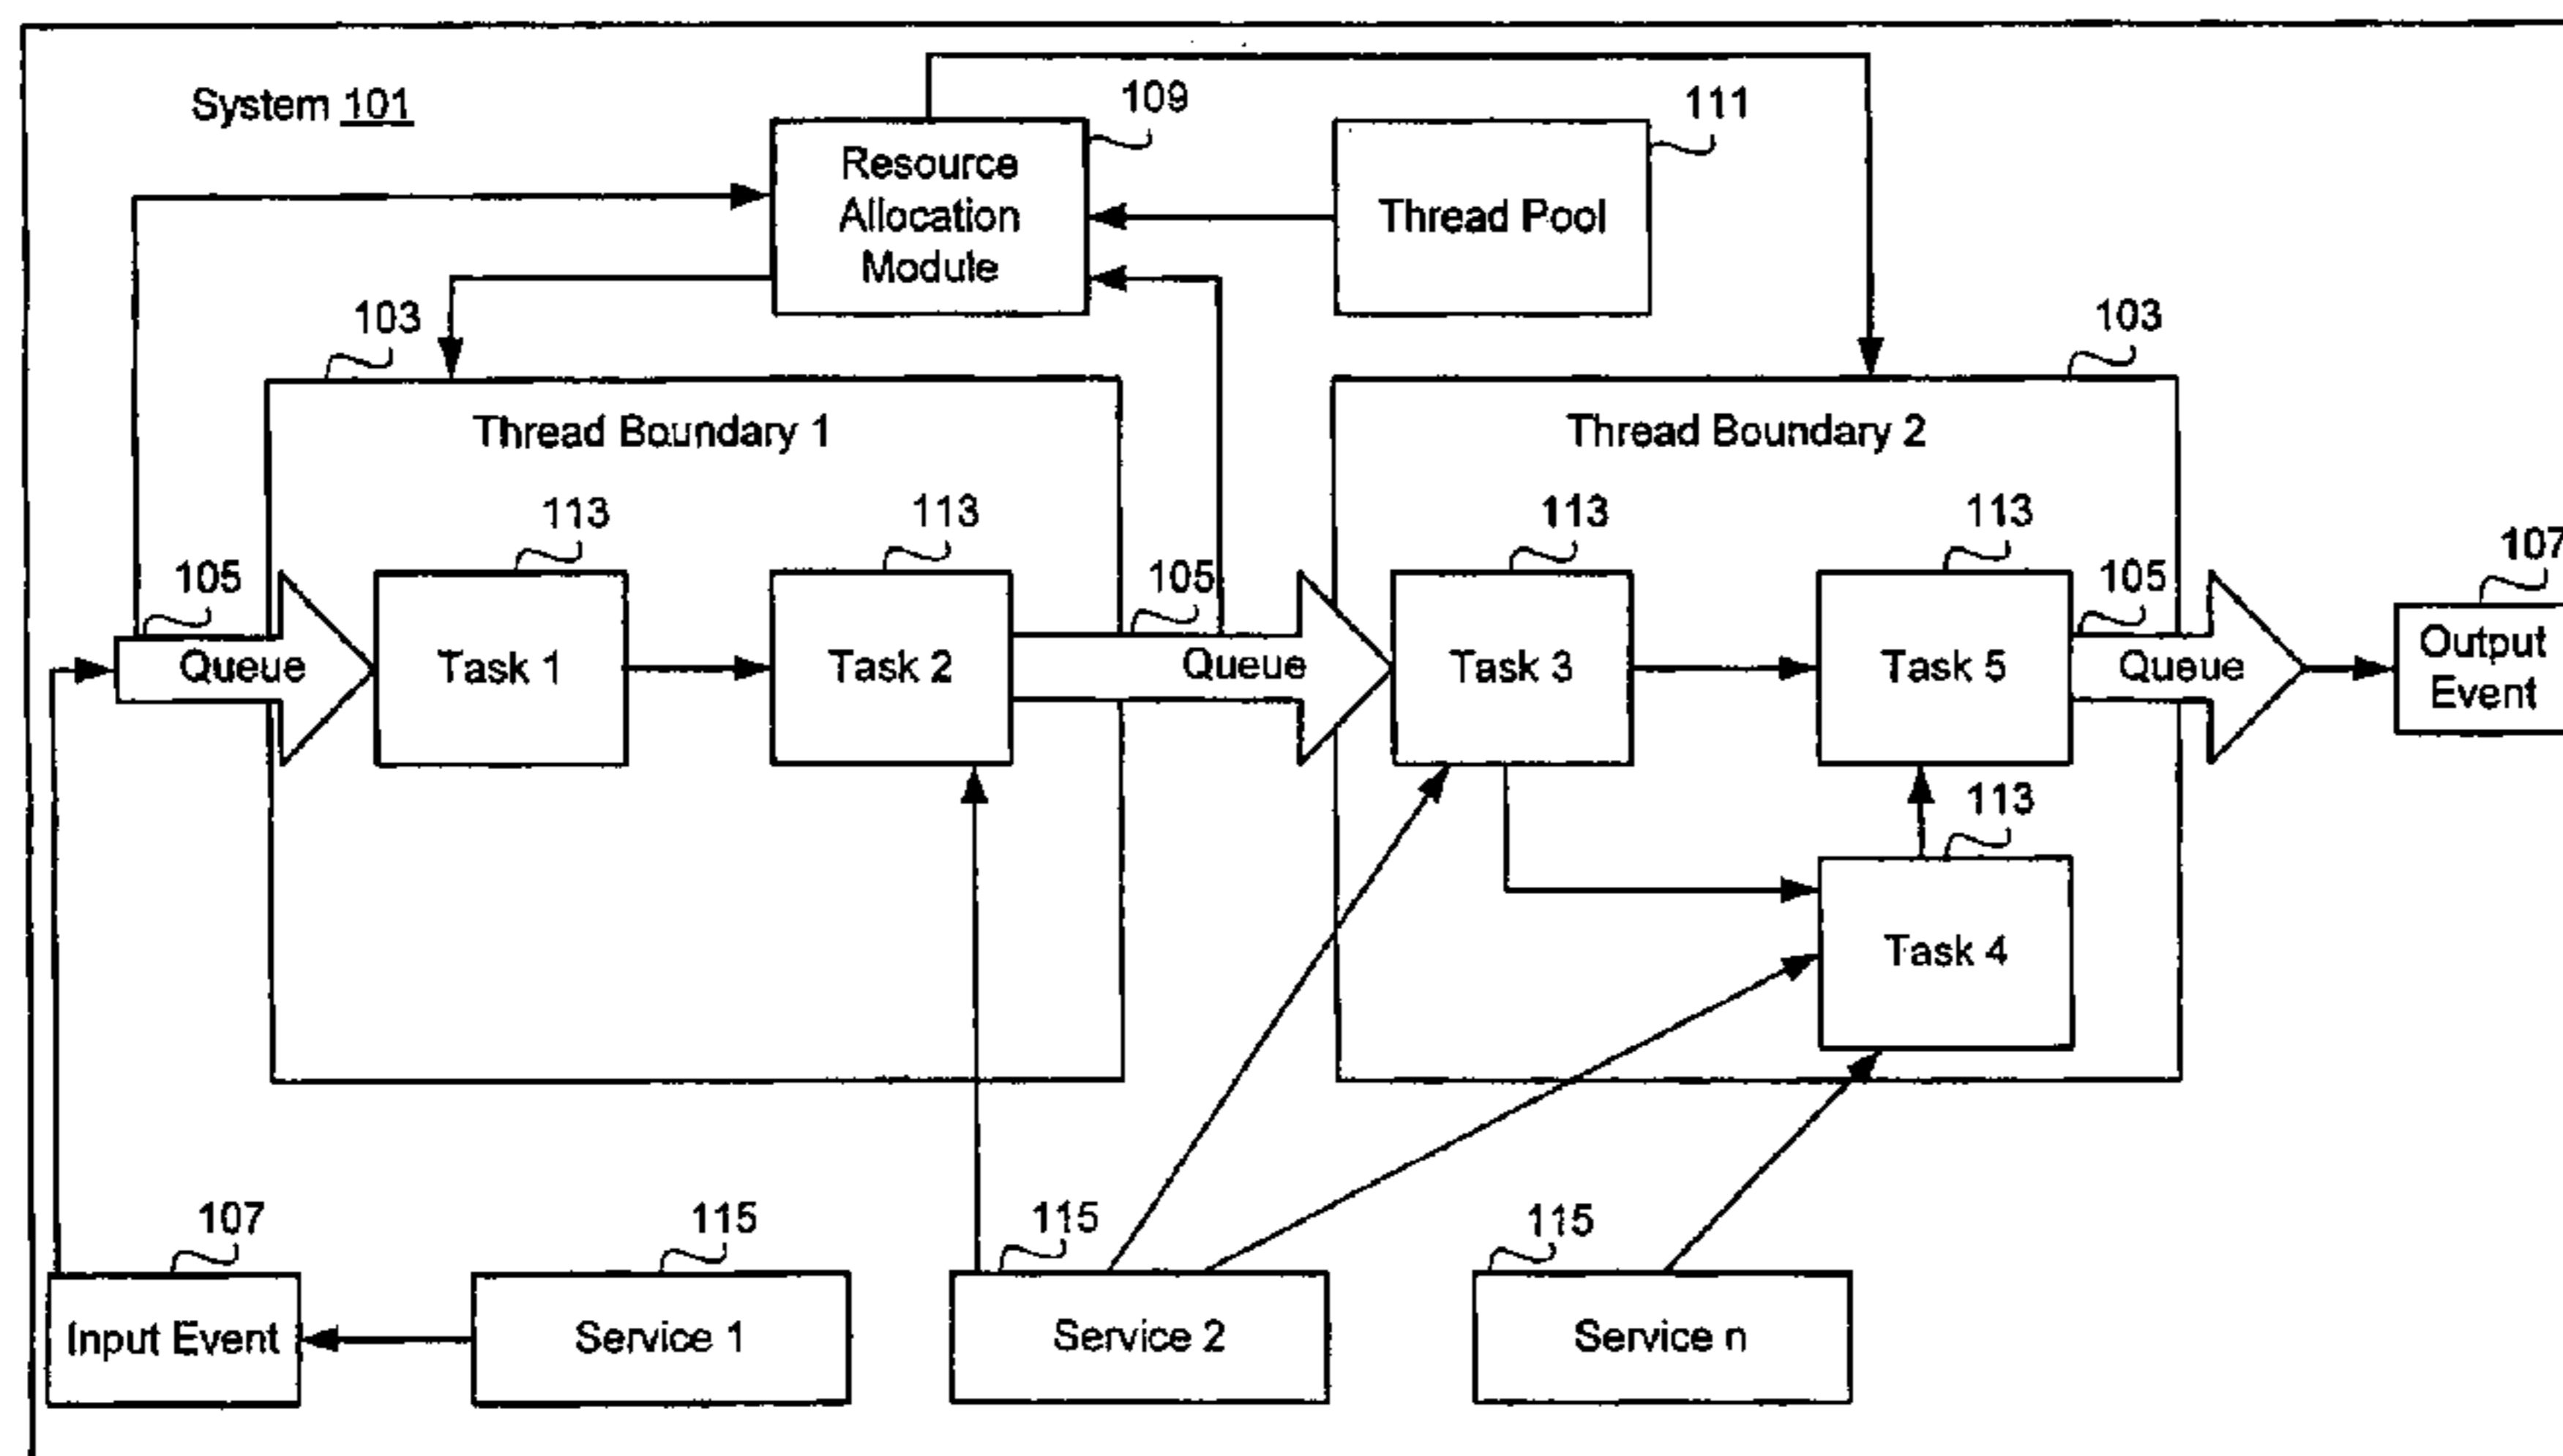 System 101
109
111
Resource
Allocation
Module
Thread Pool
103
103
Thread Boundary 1
Thread Boundary 2
113
113
113
113
107
105
105
105
Queue
Task 1
Task 2
Queue
Task 3
Task 5
Queue
Output
Event
113
Task 4
107
115
115
115
Input Event
Service 1
Service 2
Service n